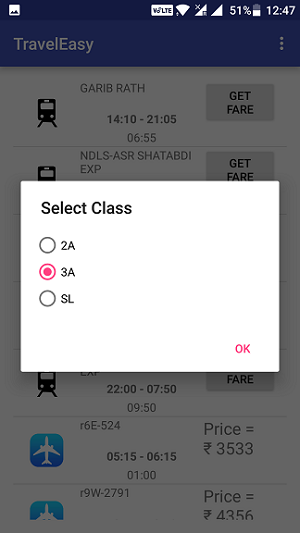 VoLTE 51% 12:47
TravelEasy
GARIB RATH
GET
FARE
14:10 - 21:05
06:55
NDLS-ASR SHATABDI
EXP
GET
FARE
Select Class
2A
3A
SL
OK
EXP
FARE
22:00 - 07:50
09:50
r6E-524
Price =
₹ 3533
05:15 - 06:15
01:00
r9W-2791
Price =
₹ 4356